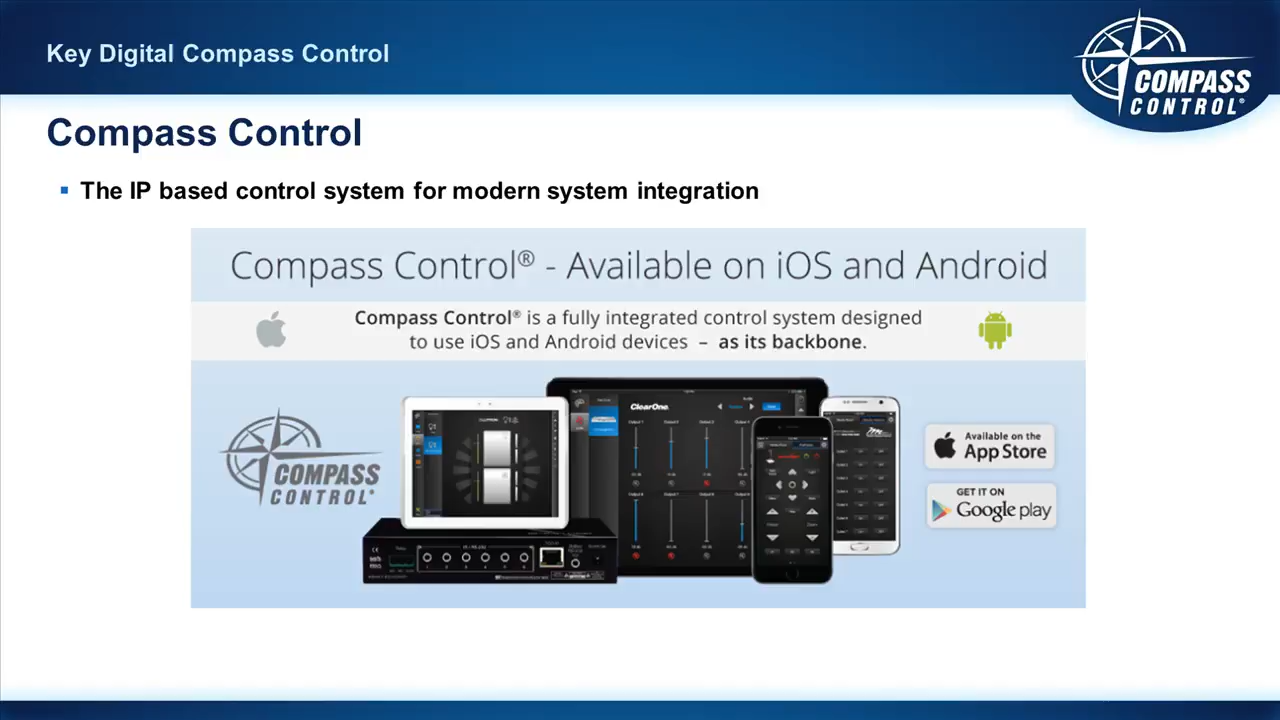 Key Digital Compass Control
COMPASS
CONTROL®
Compass Control
▪ The IP based control system for modern system integration
Compass Control® - Available on iOS and Android
Compass Control® is a fully integrated control system designed
to use iOS and Android devices – as its backbone.
COMPASS
CONTROL®
ClearOne
Available on the
App Store
GET IT ON
Google play